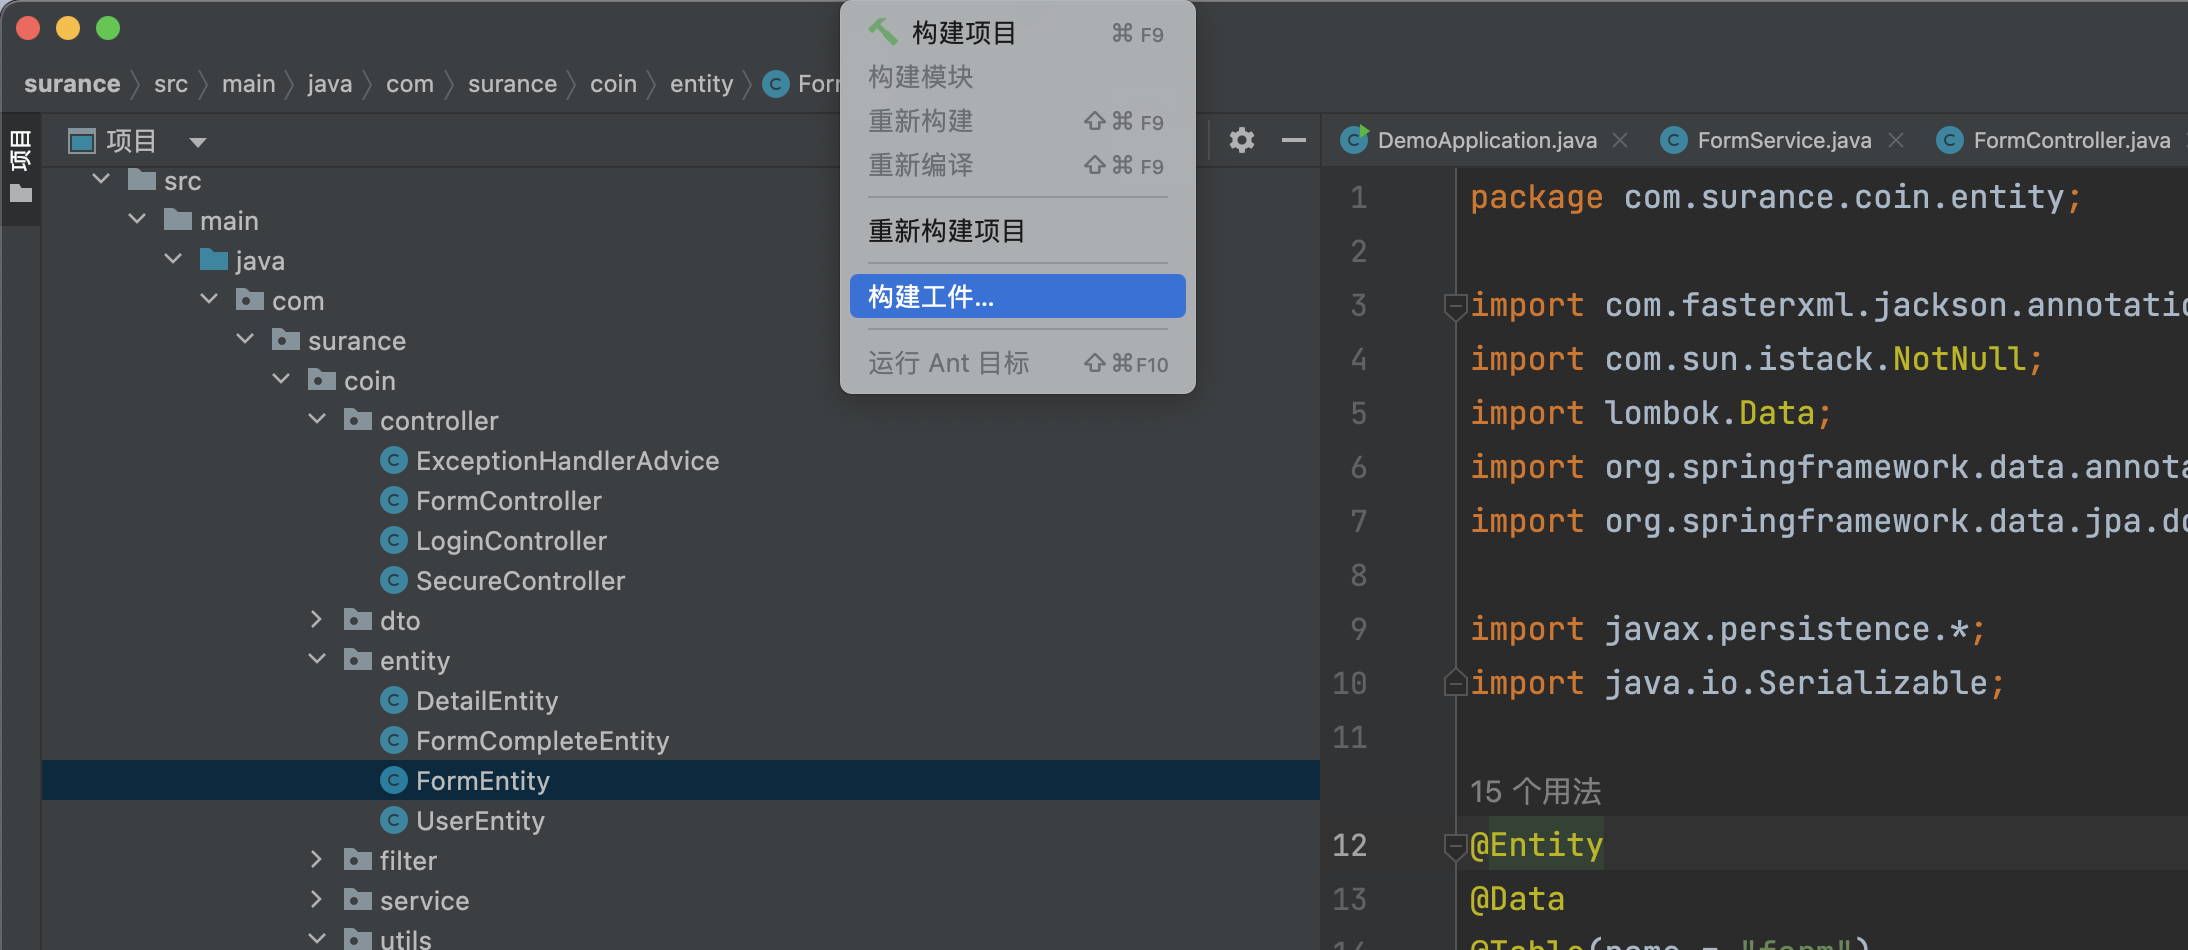 surance src main java com surance coin entity C For
构建项目 ⌘ F9
构建模块
重新构建 ⇧⌘ F9
重新编译 ⇧⌘ F9
重新构建项目
构建工件...
运行 Ant 目标 ⇧⌘F10
项目
项目
src
main
java
com
surance
coin
controller
C ExceptionHandlerAdvice
C FormController
C LoginController
C SecureController
dto
entity
C DetailEntity
C FormCompleteEntity
C FormEntity
C UserEntity
filter
service
utils
C DemoApplication.java C FormService.java C FormController.java
1 package com.surance.coin.entity;
2
3 import com.fasterxml.jackson.annotatio
4 import com.sun.istack.NotNull;
5 import lombok.Data;
6 import org.springframework.data.annota
7 import org.springframework.data.jpa.do
8
9 import javax.persistence.*;
10 import java.io.Serializable;
11
15 个用法
12 @Entity
13 @Data
14 @Table(name = "form")